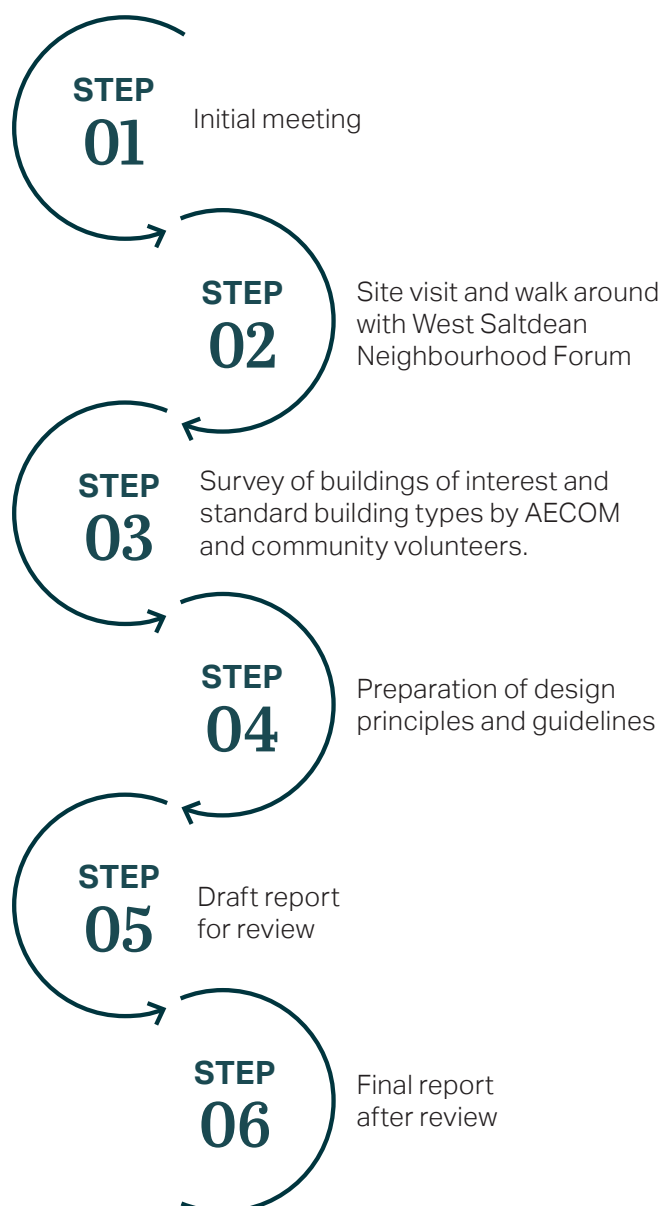 STEP
01
Initial meeting
STEP
02
Site visit and walk around
with West Saltdean
Neighbourhood Forum
STEP
03
Survey of buildings of interest and
standard building types by AECOM
and community volunteers.
STEP
04
Preparation of design
principles and guidelines
STEP
05
Draft report
for review
STEP
06
Final report
after review